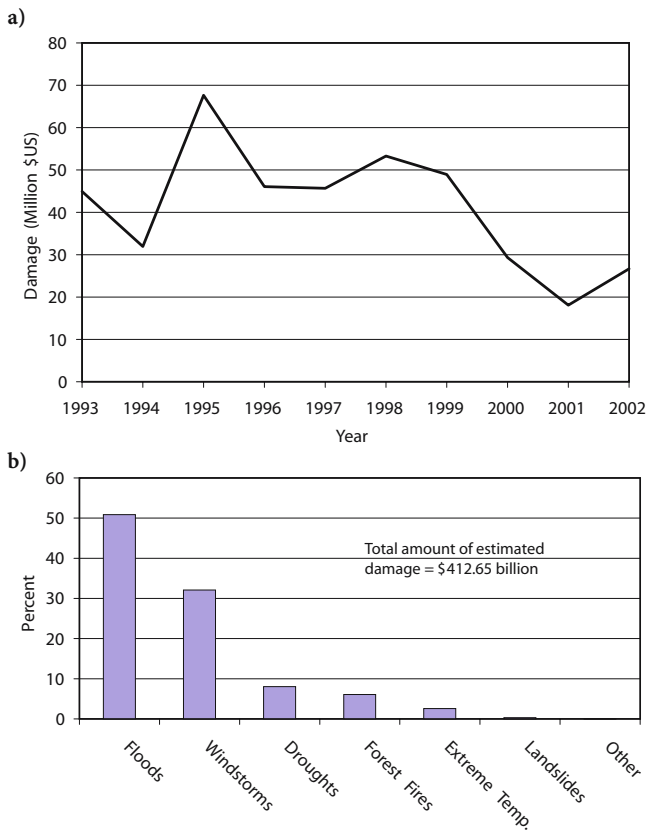 a)
80
70
60
50
40
30
20
10
0
Damage (Million $US)
1993 1994 1995 1996 1997 1998 1999 2000 2001 2002
Year
b)
60
50
40
30
20
10
0
Percent
Total amount of estimated
damage = $412.65 billion
Floods
Windstorms
Droughts
Forest Fires
Extreme Temp.
Landslides
Other